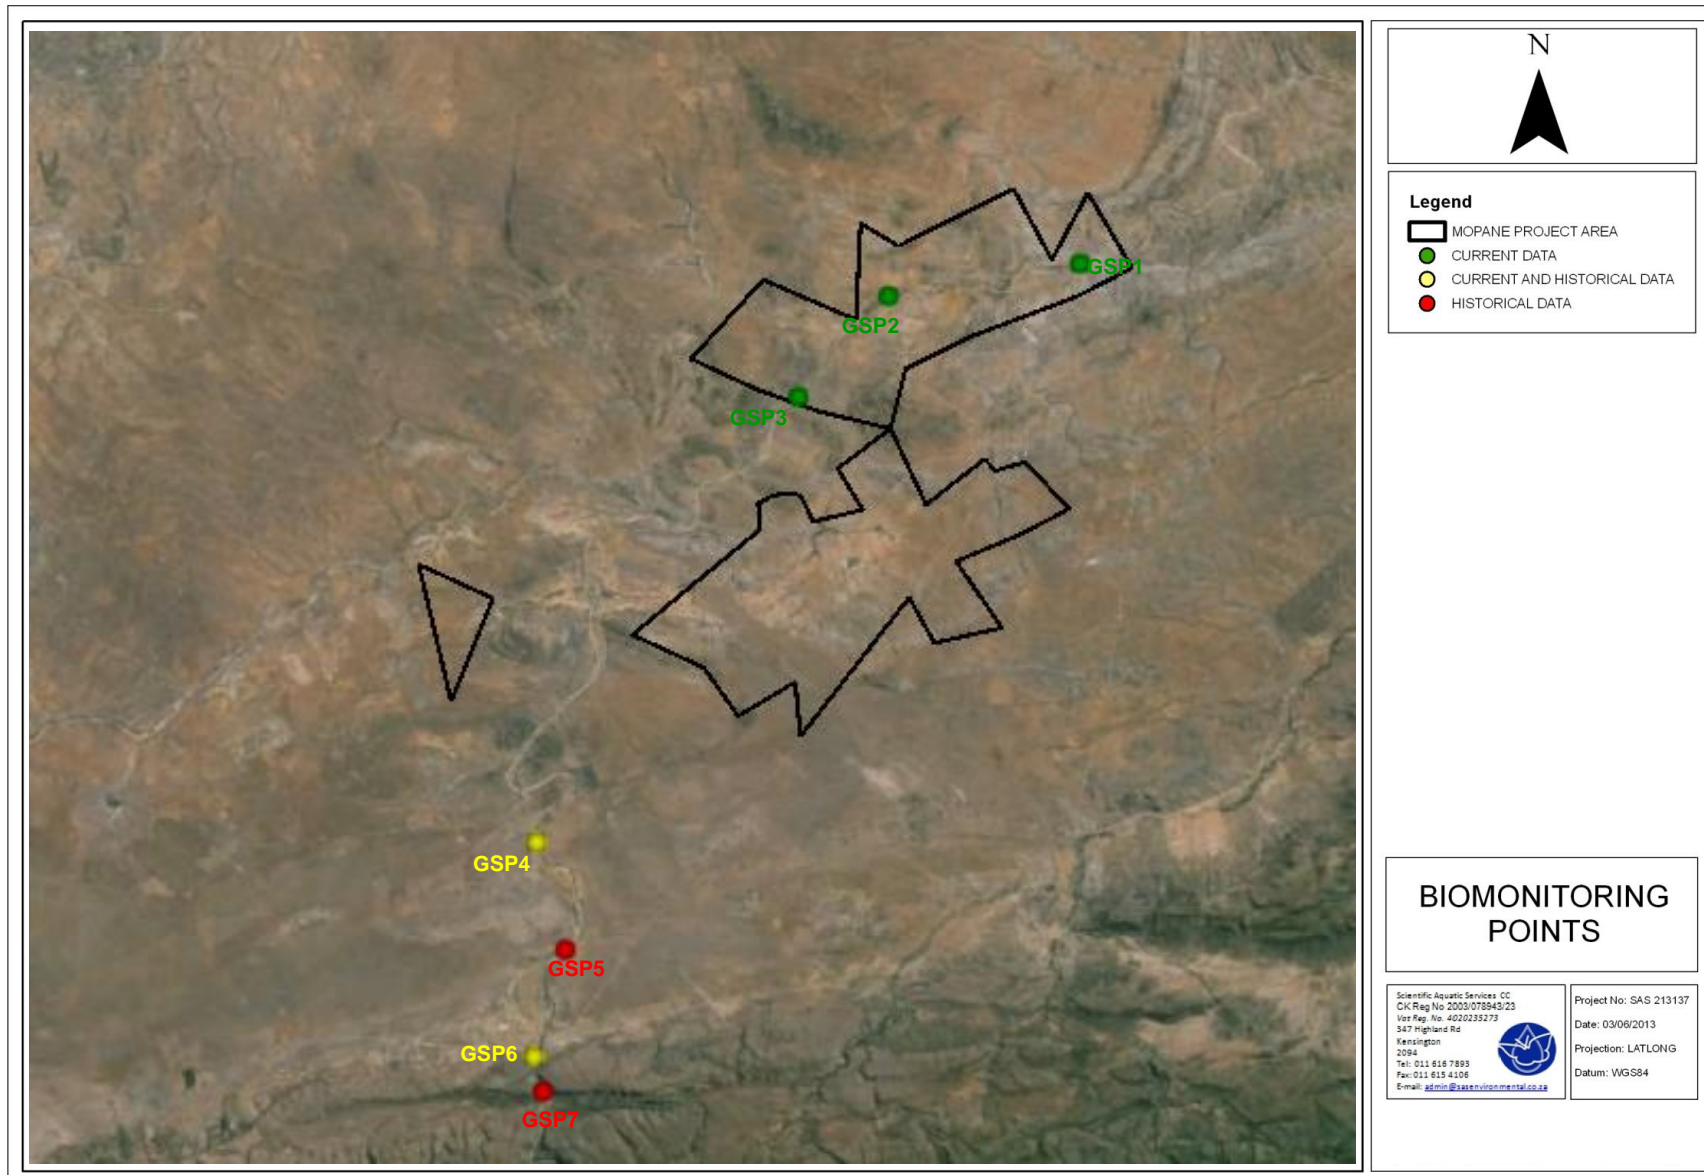 N
Legend
MOPANE PROJECT AREA
CURRENT DATA
CURRENT AND HISTORICAL DATA
HISTORICAL DATA
GSP1
GSP2
GSP3
GSP4
GSP5
GSP6
GSP7
BIOMONITORING
POINTS
Scientific Aquatic Services CC
CK Reg No 2003/078943/23
Vat Reg. No. 4020235273
347 Highland Rd
Kensington
2094
Tel: 011 616 7893
Fax: 011 615 4106
E-mail: admin@sasenvironmental.co.za
Project No: SAS 213137
Date: 03/06/2013
Projection: LATLONG
Datum: WGS84